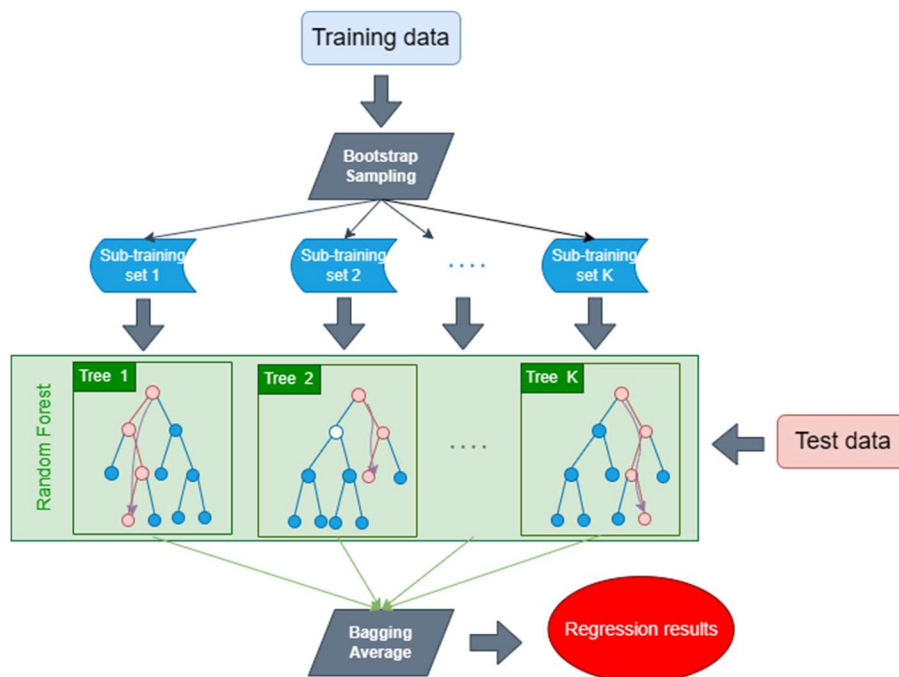 Training data
Bootstrap
Sampling
Sub-training
set 1
Sub-training
set 2
....
Sub-training
set K
Random Forest
Tree 1
Tree 2
....
Tree K
Test data
Bagging
Average
Regression results